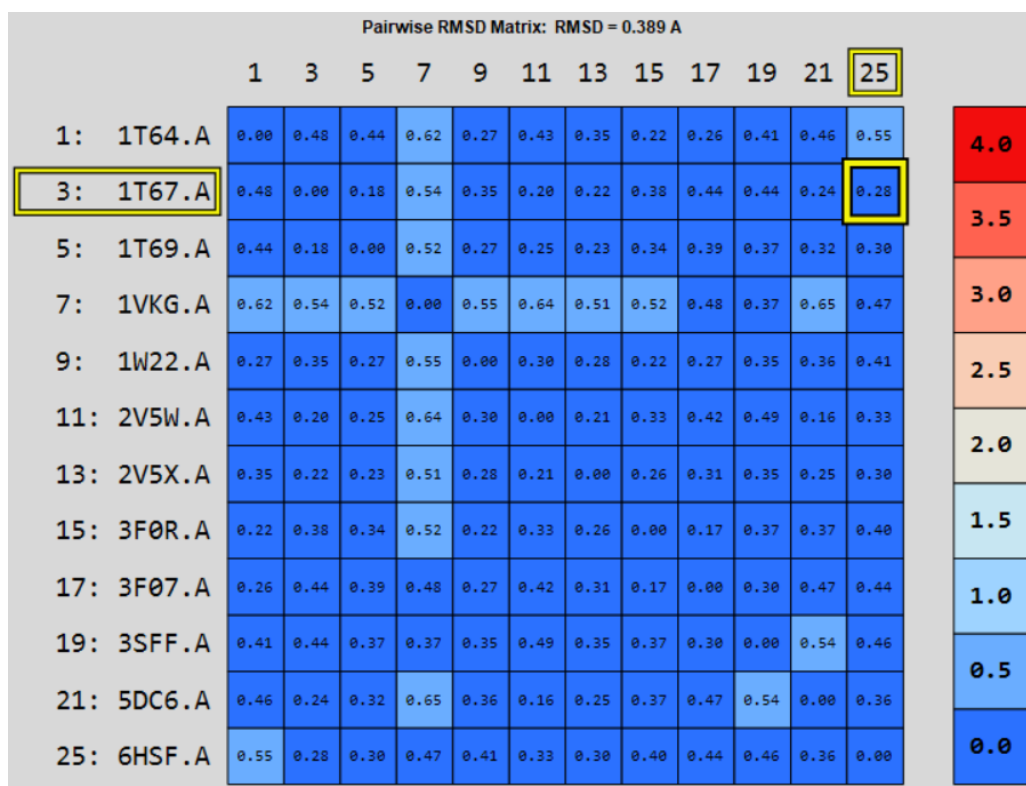 Pairwise RMSD Matrix: RMSD = 0.389 A
1 3 5 7 9 11 13 15 17 19 21 25
1: 1T64.A 0.00 0.48 0.44 0.62 0.27 0.43 0.35 0.22 0.26 0.41 0.46 0.55
3: 1T67.A 0.48 0.00 0.18 0.54 0.35 0.20 0.22 0.38 0.44 0.44 0.24 0.28
5: 1T69.A 0.44 0.18 0.00 0.52 0.27 0.25 0.23 0.34 0.39 0.37 0.32 0.30
7: 1VKG.A 0.62 0.54 0.52 0.00 0.55 0.64 0.51 0.52 0.48 0.37 0.65 0.47
9: 1W22.A 0.27 0.35 0.27 0.55 0.00 0.30 0.28 0.22 0.27 0.35 0.36 0.41
11: 2V5W.A 0.43 0.20 0.25 0.64 0.30 0.00 0.21 0.33 0.42 0.49 0.16 0.33
13: 2V5X.A 0.35 0.22 0.23 0.51 0.28 0.21 0.00 0.26 0.31 0.35 0.25 0.30
15: 3F0R.A 0.22 0.38 0.34 0.52 0.22 0.33 0.26 0.00 0.17 0.37 0.37 0.40
17: 3F07.A 0.26 0.44 0.39 0.48 0.27 0.42 0.31 0.17 0.00 0.30 0.47 0.44
19: 3SFF.A 0.41 0.44 0.37 0.37 0.35 0.49 0.35 0.37 0.30 0.00 0.54 0.46
21: 5DC6.A 0.46 0.24 0.32 0.65 0.36 0.16 0.25 0.37 0.47 0.54 0.00 0.36
25: 6HSF.A 0.55 0.28 0.30 0.47 0.41 0.33 0.30 0.40 0.44 0.46 0.36 0.00
4.0
3.5
3.0
2.5
2.0
1.5
1.0
0.5
0.0